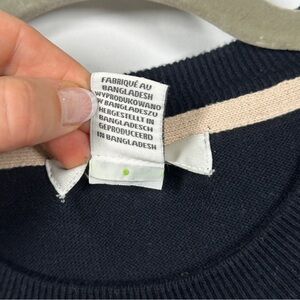 FABRIQUÉ AU
BANGLADESH
WYPRODUKOWANO
W BANGLADESZU
HERGESTELLT IN
BANGLADESCH
GEPRODUCEERD
IN BANGLADESH